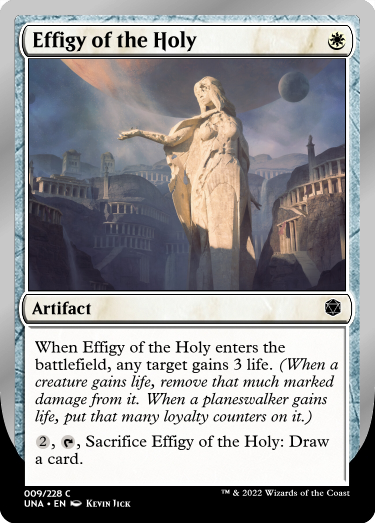 Effigy of the Holy
Artifact
When Effigy of the Holy enters the
battlefield, any target gains 3 life. (When a
creature gains life, remove that much marked
damage from it. When a planeswalker gains
life, put that many loyalty counters on it.)
2, , Sacrifice Effigy of the Holy: Draw
a card.
009/228 C
UNA • EN Kevin Jick
™ & 2022 Wizards of the Coast